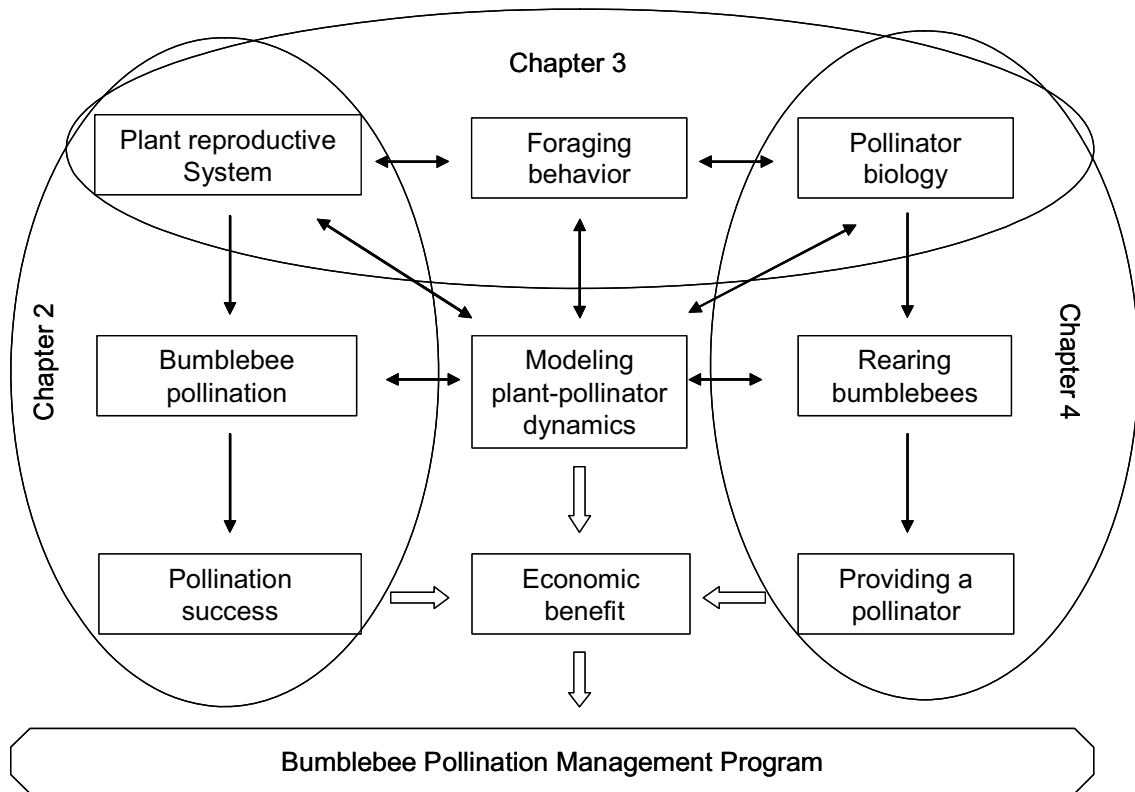 Chapter 3
Plant reproductive
System
Foraging
behavior
Pollinator
biology
Chapter 2
Bumblebee
pollination
Modeling
plant-pollinator
dynamics
Rearing
bumblebees
Chapter 4
Pollination
success
Economic
benefit
Providing a
pollinator
Bumblebee Pollination Management Program